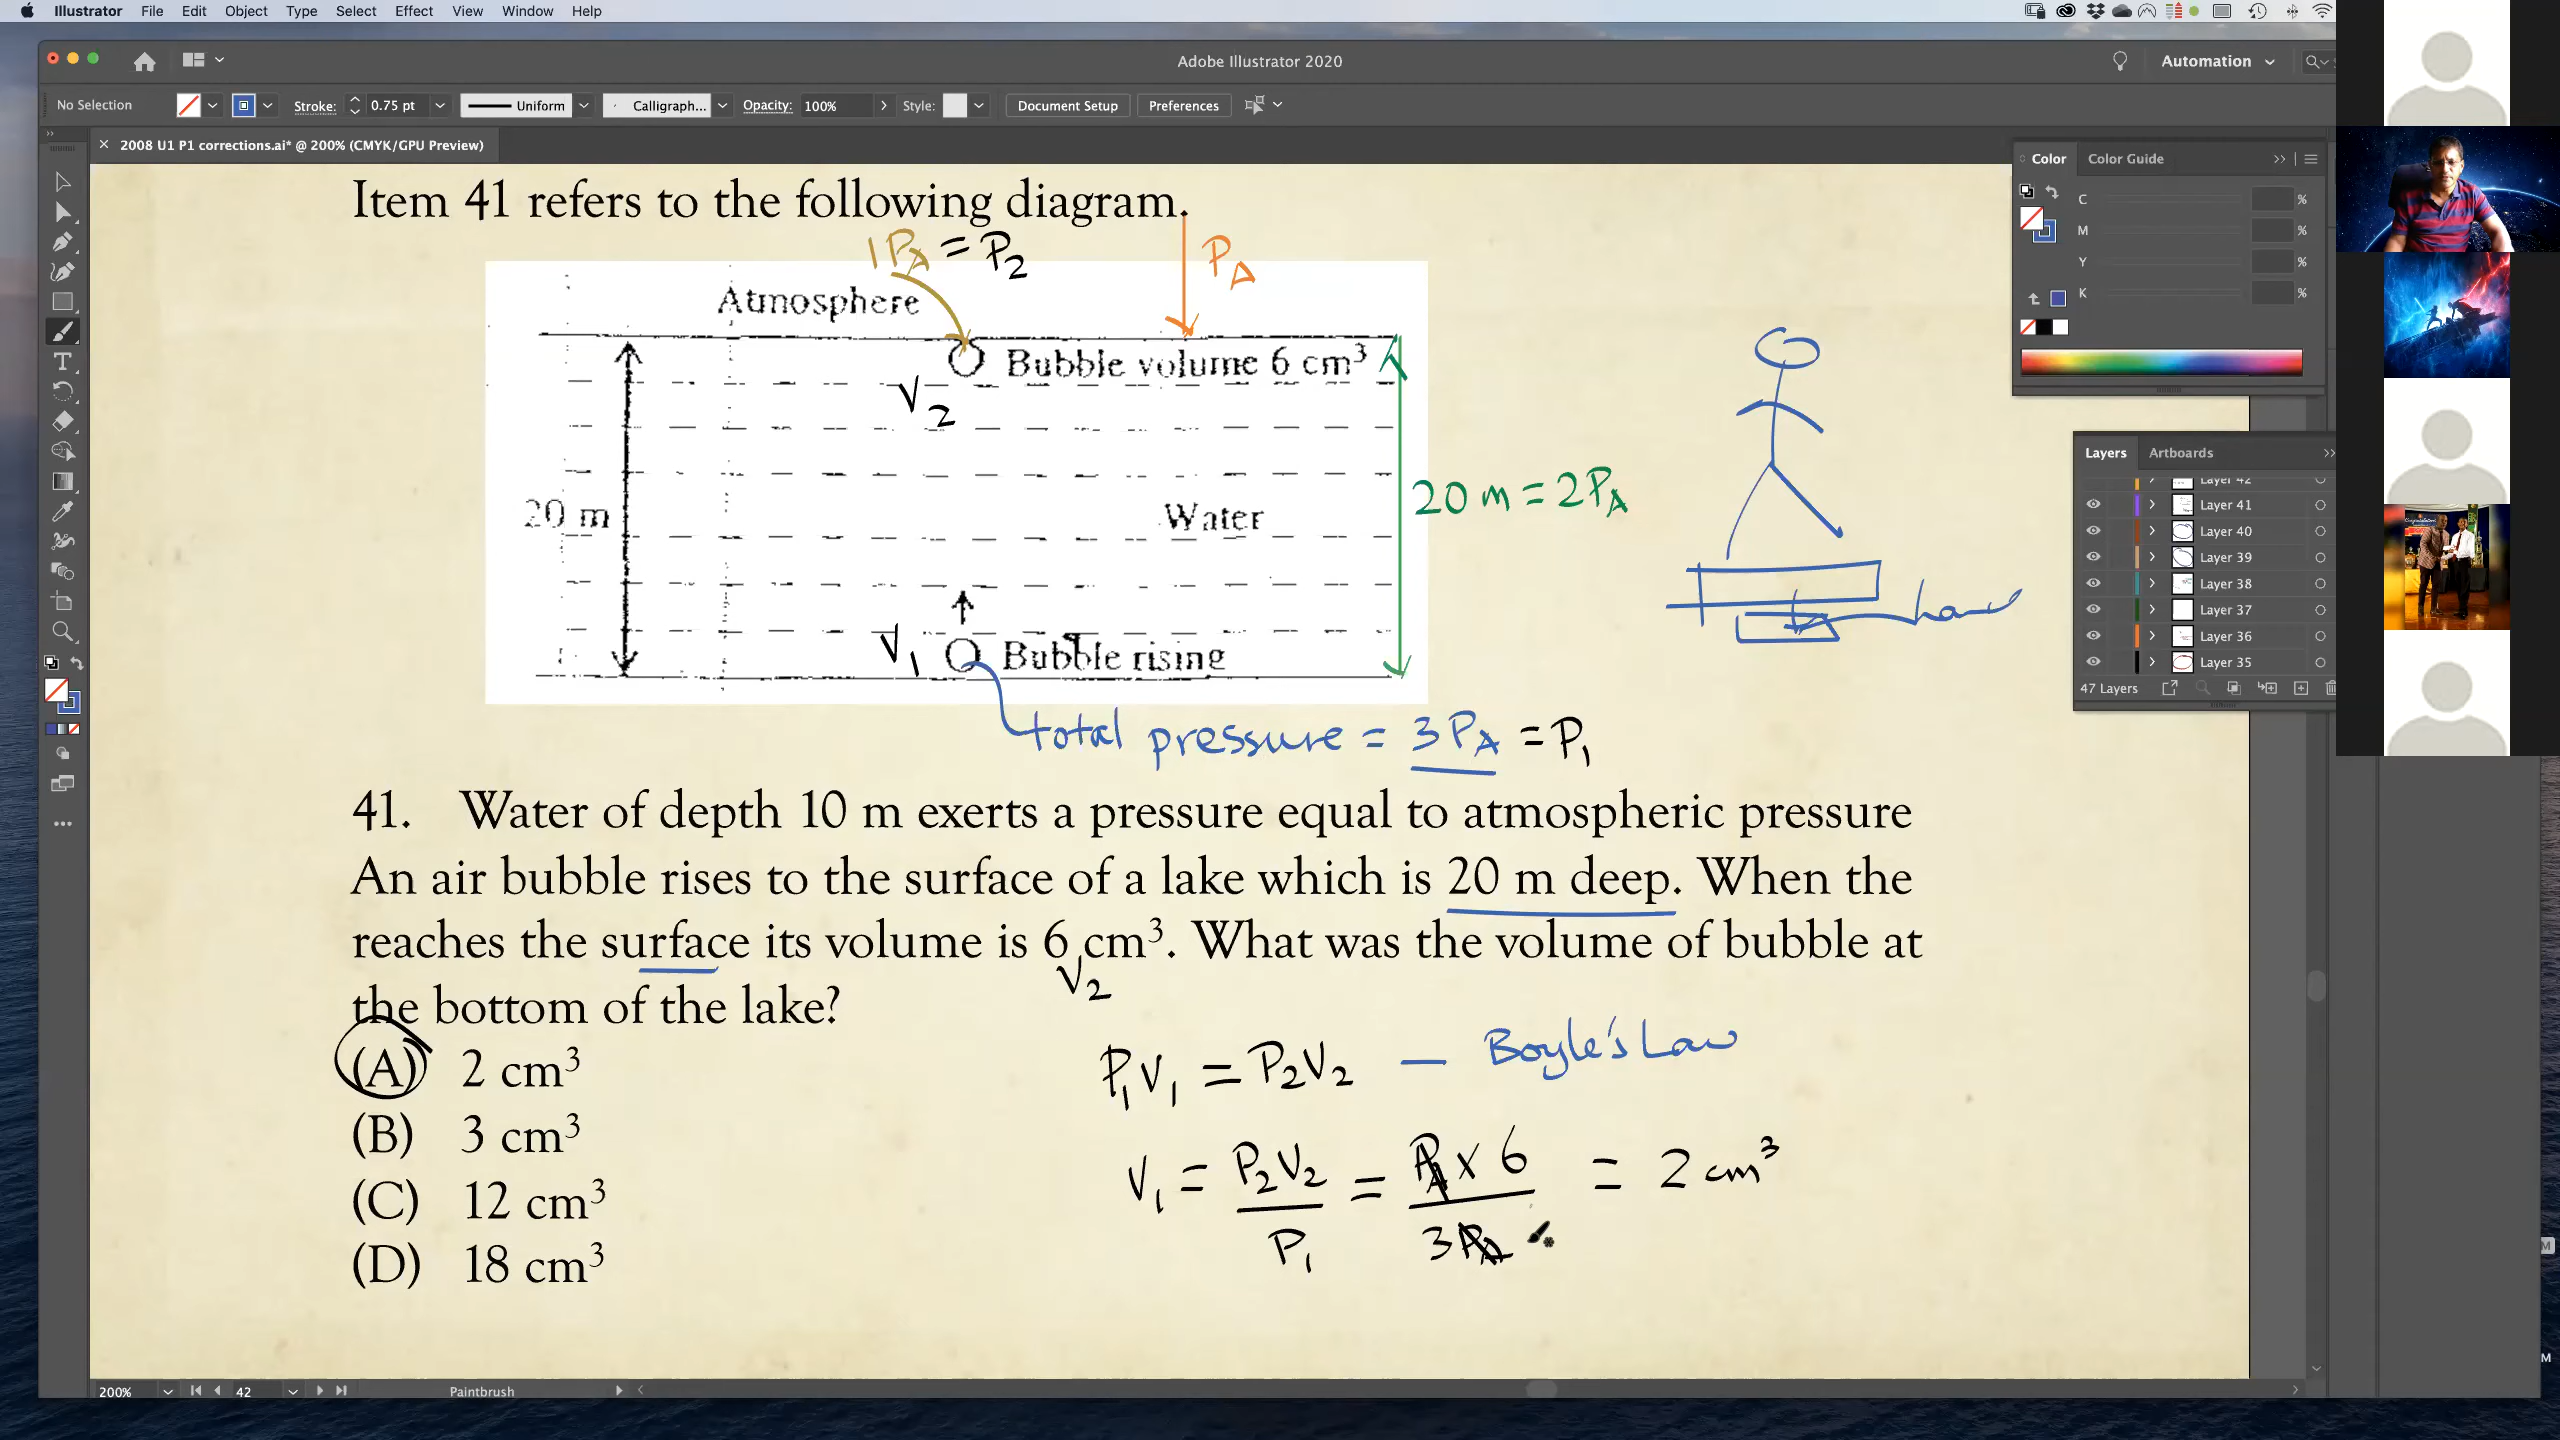 Illustrator File Edit Object Type Select Effect View Window Help
Adobe Illustrator 2020
Automation
No Selection Stroke: 0.75 pt Uniform Calligraph... Opacity: 100% Style: Document Setup Preferences
2008 U1 P1 corrections.ai* @ 200% (CMYK/GPU Preview)
Color Color Guide
C %
M %
Y %
K %
Item 41 refers to the following diagram.
1PA = P2
PA
Atmosphere
Bubble volume 6 cm³
V2
20 m
20 m = 2PA
Water
V1
Bubble rising
total pressure = 3PA = P1
Layers Artboards
Layer 42
Layer 41
Layer 40
Layer 39
Layer 38
Layer 37
Layer 36
Layer 35
47 Layers
41. Water of depth 10 m exerts a pressure equal to atmospheric pressure
An air bubble rises to the surface of a lake which is 20 m deep. When the
reaches the surface its volume is 6 cm³. What was the volume of bubble at
V2
the bottom of the lake?
(A) 2 cm³
(B) 3 cm³
(C) 12 cm³
(D) 18 cm³
P1V1 = P2V2 — Boyle's Law
V1 = P2V2 / P1 = PA x 6 / 3PA = 2 cm³
200% 42 Paintbrush